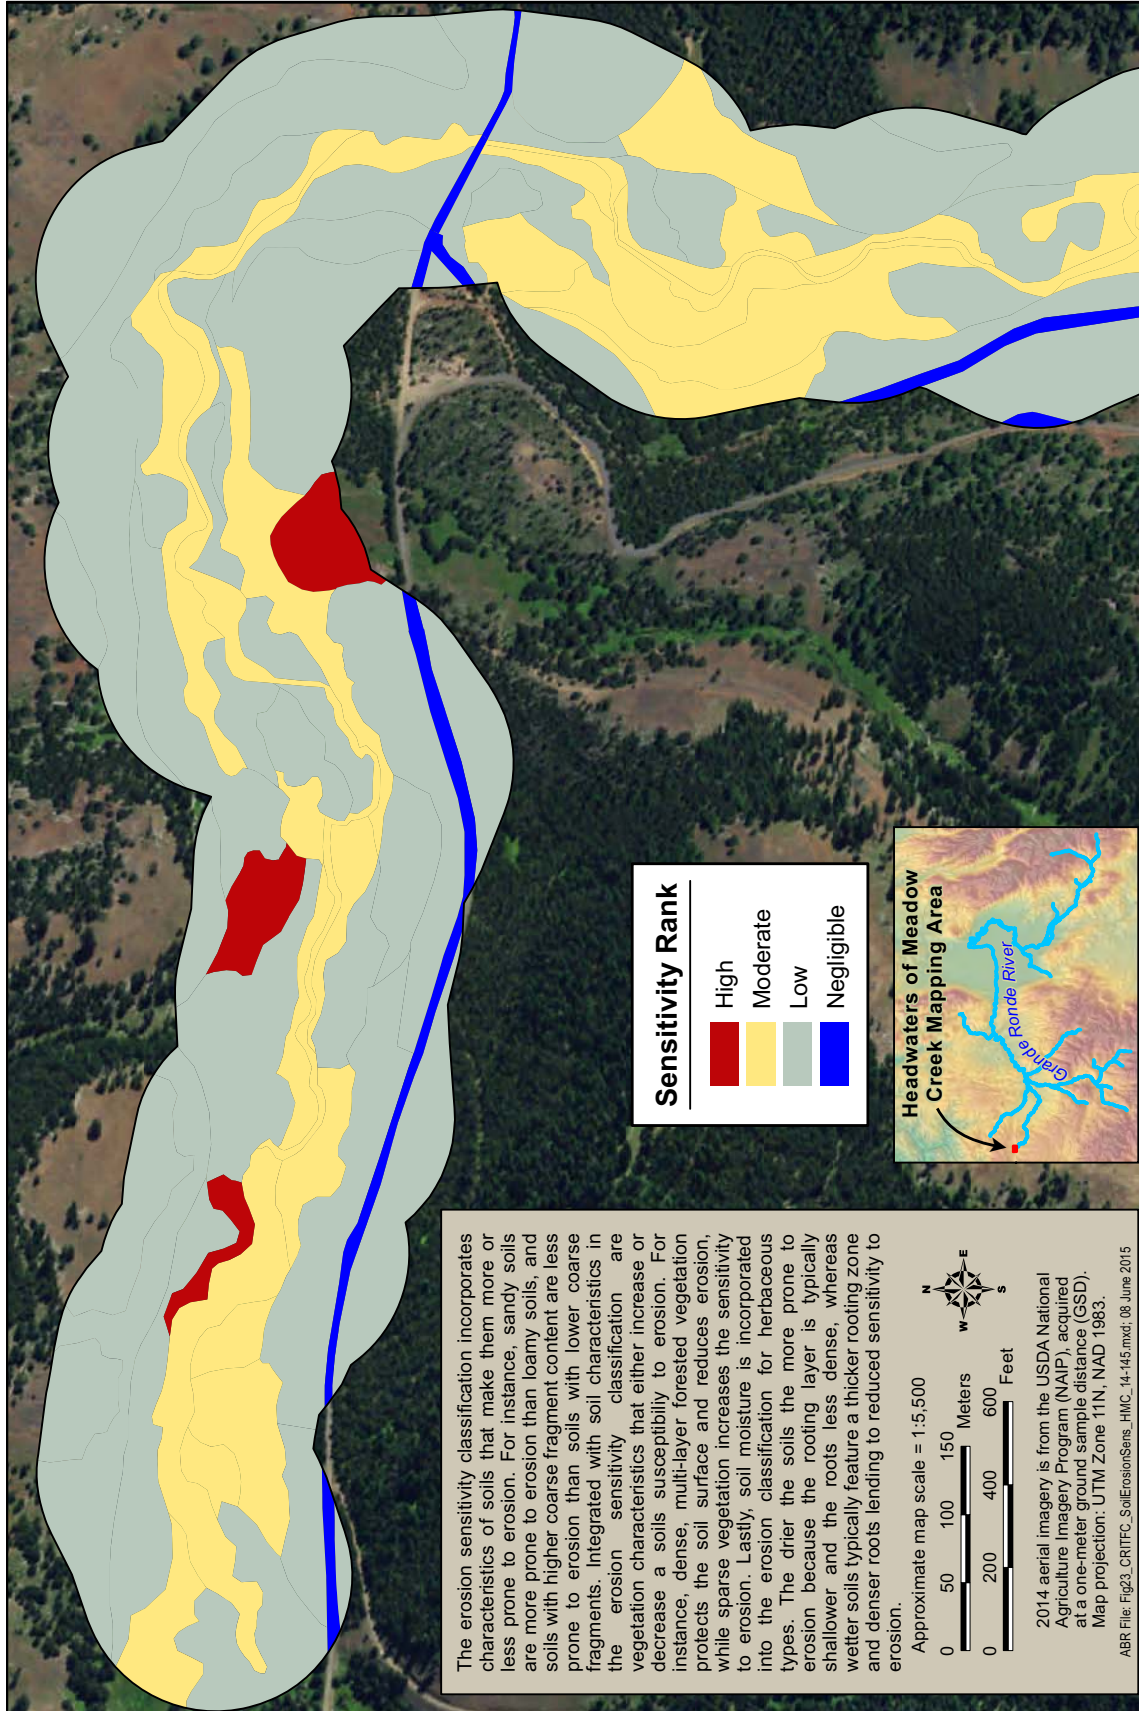 The erosion sensitivity classification incorporates
characteristics of soils that make them more or
less prone to erosion. For instance, sandy soils
are more prone to erosion than loamy soils, and
soils with higher coarse fragment content are less
prone to erosion than soils with lower coarse
fragments. Integrated with soil characteristics in
the erosion sensitivity classification are
vegetation characteristics that either increase or
decrease a soils susceptibility to erosion. For
instance, dense, multi-layer forested vegetation
protects the soil surface and reduces erosion,
while sparse vegetation increases the sensitivity
to erosion. Lastly, soil moisture is incorporated
into the erosion classification for herbaceous
types. The drier the soils the more prone to
erosion because the rooting layer is typically
shallower and the roots less dense, whereas
wetter soils typically feature a thicker rooting zone
and denser roots lending to reduced sensitivity to
erosion.
Approximate map scale = 1:5,500
0 50 100 150 Meters
0 200 400 600 Feet
N
W E
S
2014 aerial imagery is from the USDA National
Agriculture Imagery Program (NAIP), acquired
at a one-meter ground sample distance (GSD).
Map projection: UTM Zone 11N, NAD 1983.
ABR File: Fig23_CRITFC_SoilErosionSens_HMC_14-145.mxd; 08 June 2015
Sensitivity Rank
High
Moderate
Low
Negligible
Headwaters of Meadow
Creek Mapping Area
Grande Ronde River